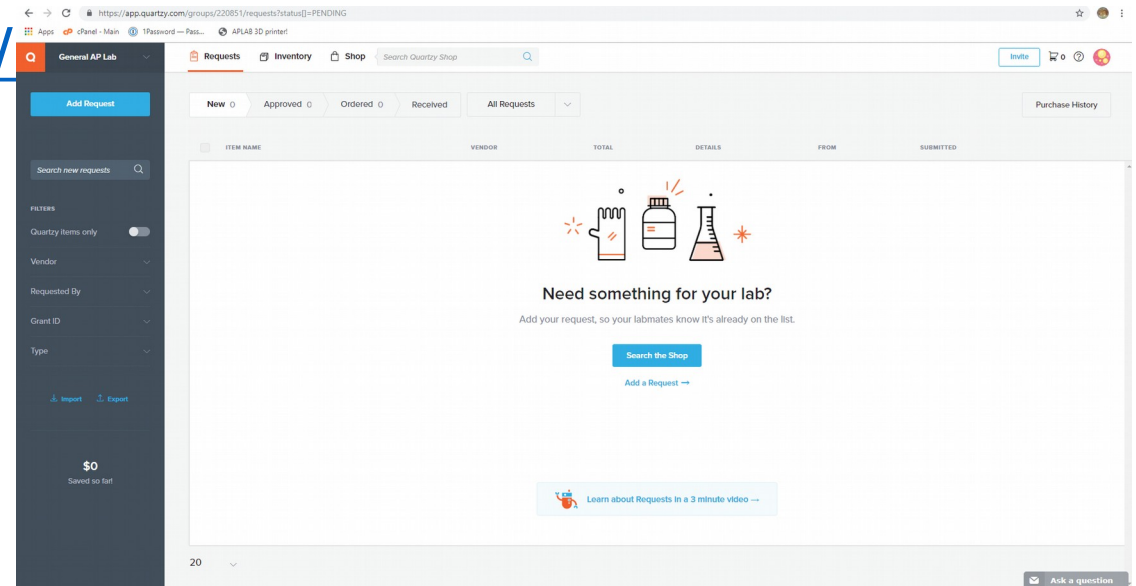 https://app.quartzy.com/groups/220851/requests?status[]=PENDING
Apps cPanel - Main 1Password — Pass... APLAB 3D printer!
Q General AP Lab Requests Inventory Shop Search Quartzy Shop Invite 0
Add Request New 0 Approved 0 Ordered 0 Received All Requests Purchase History
ITEM NAME VENDOR TOTAL DETAILS FROM SUBMITTED
Search new requests
FILTERS
Quartzy items only
Vendor
Requested By
Grant ID
Type
Import Export
$0
Saved so far!
Need something for your lab?
Add your request, so your labmates know it's already on the list.
Search the Shop
Add a Request →
Learn about Requests in a 3 minute video →
20
Ask a question